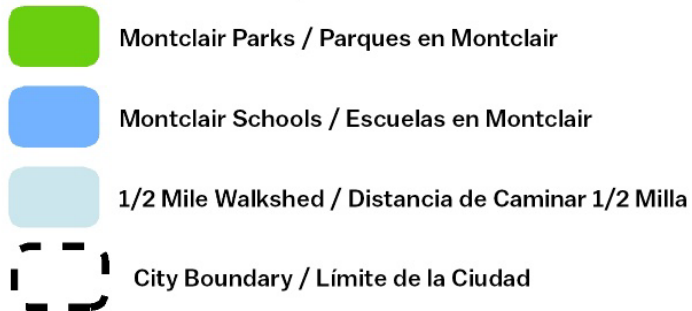 Montclair Parks / Parques en Montclair
Montclair Schools / Escuelas en Montclair
1/2 Mile Walkshed / Distancia de Caminar 1/2 Milla
City Boundary / Límite de la Ciudad